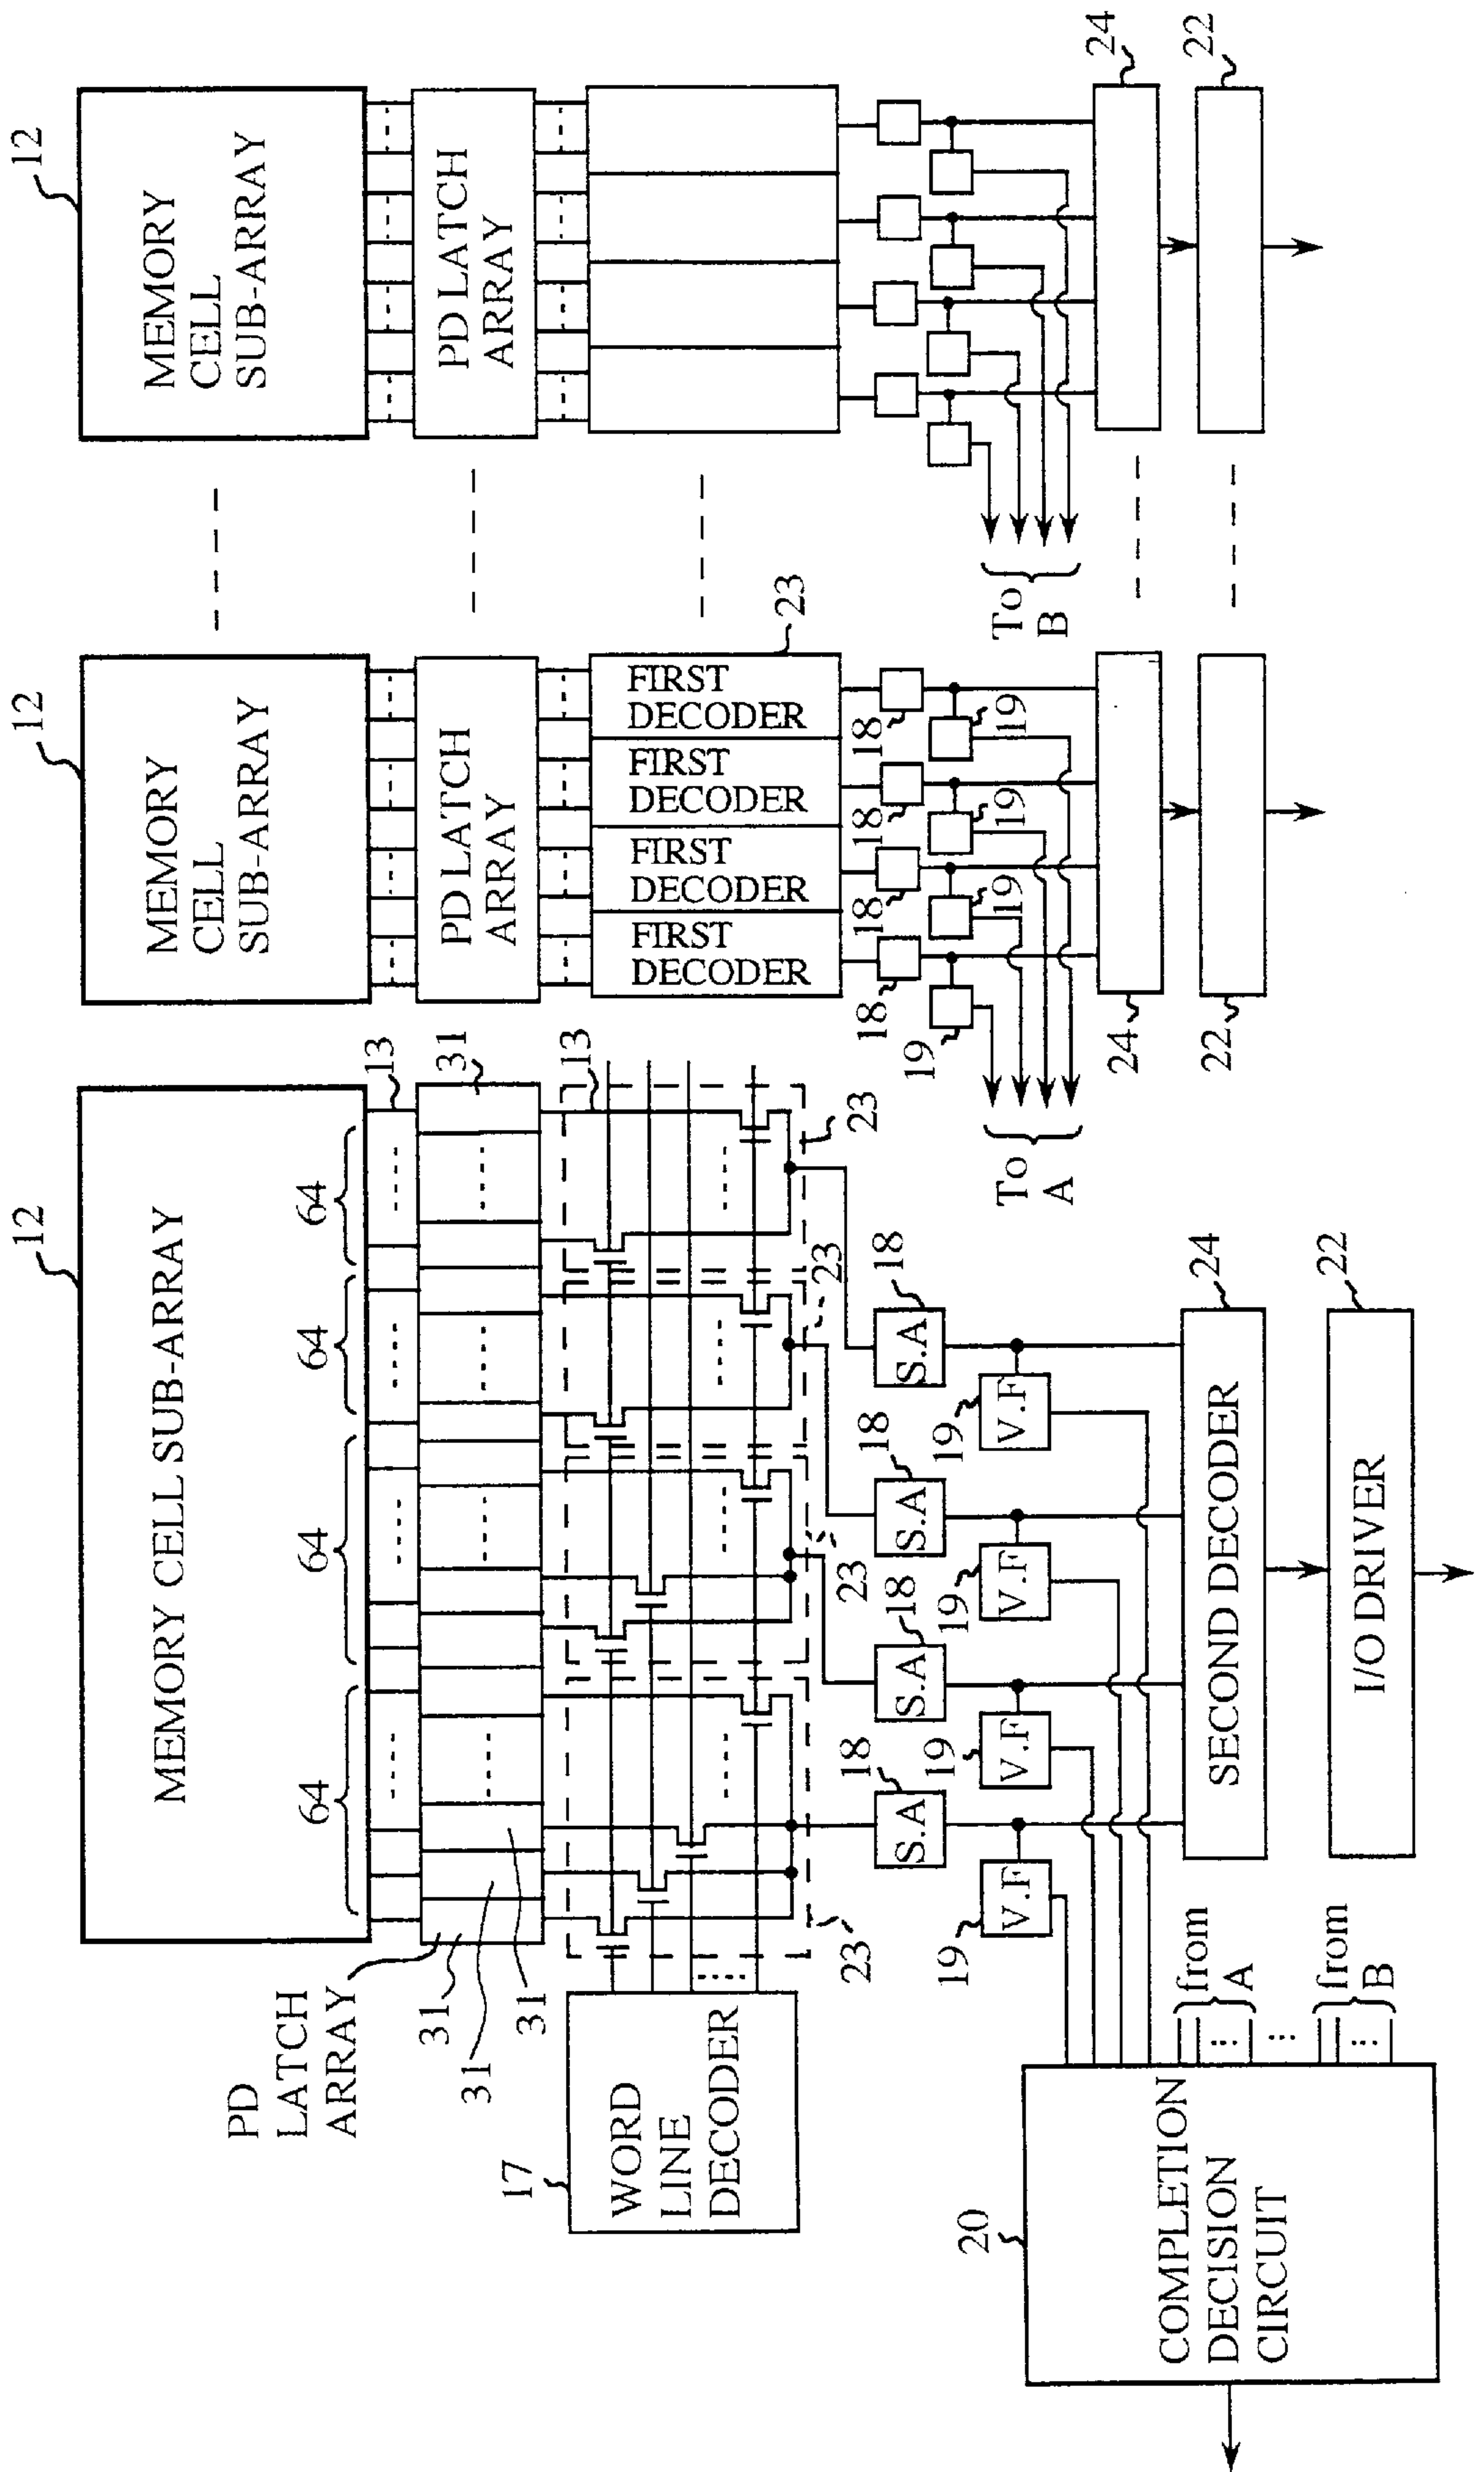 12
MEMORY CELL SUB-ARRAY
64
64
64
64
13
PD
LATCH
ARRAY
31
31
31
31
13
17
WORD
LINE
DECODER
23
23
23
23
18
S.A
18
S.A
18
S.A
18
S.A
19
V.F
19
V.F
19
V.F
19
V.F
24
SECOND DECODER
22
I/O DRIVER
20
COMPLETION
DECISION
CIRCUIT
from
A
from
B
12
MEMORY
CELL
SUB-ARRAY
PD LATCH
ARRAY
FIRST
DECODER
FIRST
DECODER
FIRST
DECODER
FIRST
DECODER
23
18
18
18
18
19
19
19
19
To
A
24
22
12
MEMORY
CELL
SUB-ARRAY
PD LATCH
ARRAY
To
B
24
22